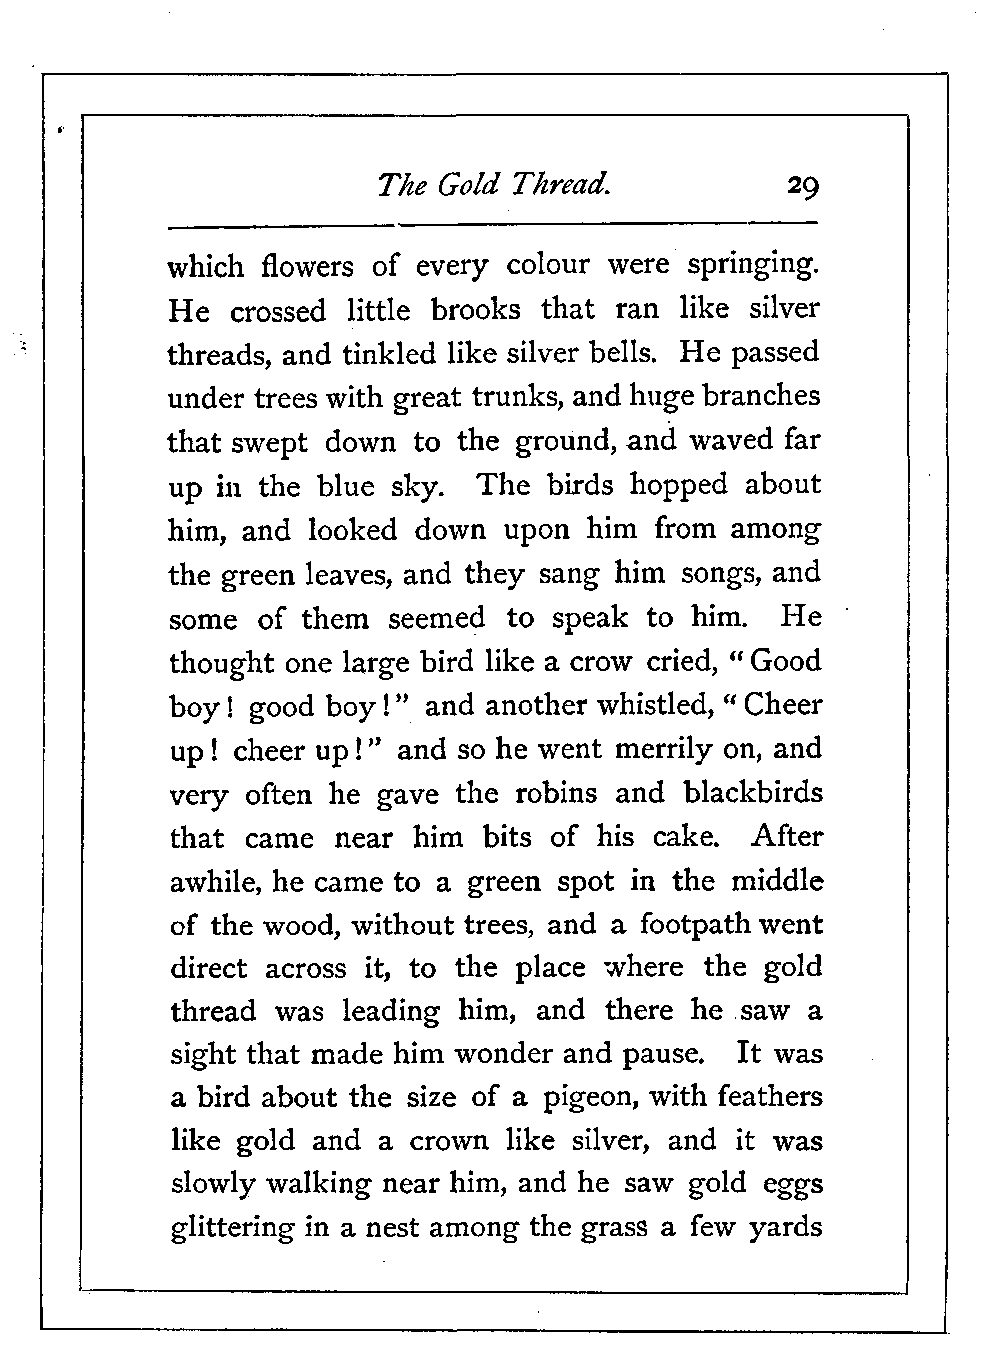 The Gold Thread. 29
which flowers of every colour were springing.
He crossed little brooks that ran like silver
threads, and tinkled like silver bells. He passed
under trees with great trunks, and huge branches
that swept down to the ground, and waved far
up in the blue sky. The birds hopped about
him, and looked down upon him from among
the green leaves, and they sang him songs, and
some of them seemed to speak to him. He
thought one large bird like a crow cried, “Good
boy! good boy!” and another whistled, “Cheer
up! cheer up!” and so he went merrily on, and
very often he gave the robins and blackbirds
that came near him bits of his cake. After
awhile, he came to a green spot in the middle
of the wood, without trees, and a footpath went
direct across it, to the place where the gold
thread was leading him, and there he saw a
sight that made him wonder and pause. It was
a bird about the size of a pigeon, with feathers
like gold and a crown like silver, and it was
slowly walking near him, and he saw gold eggs
glittering in a nest among the grass a few yards